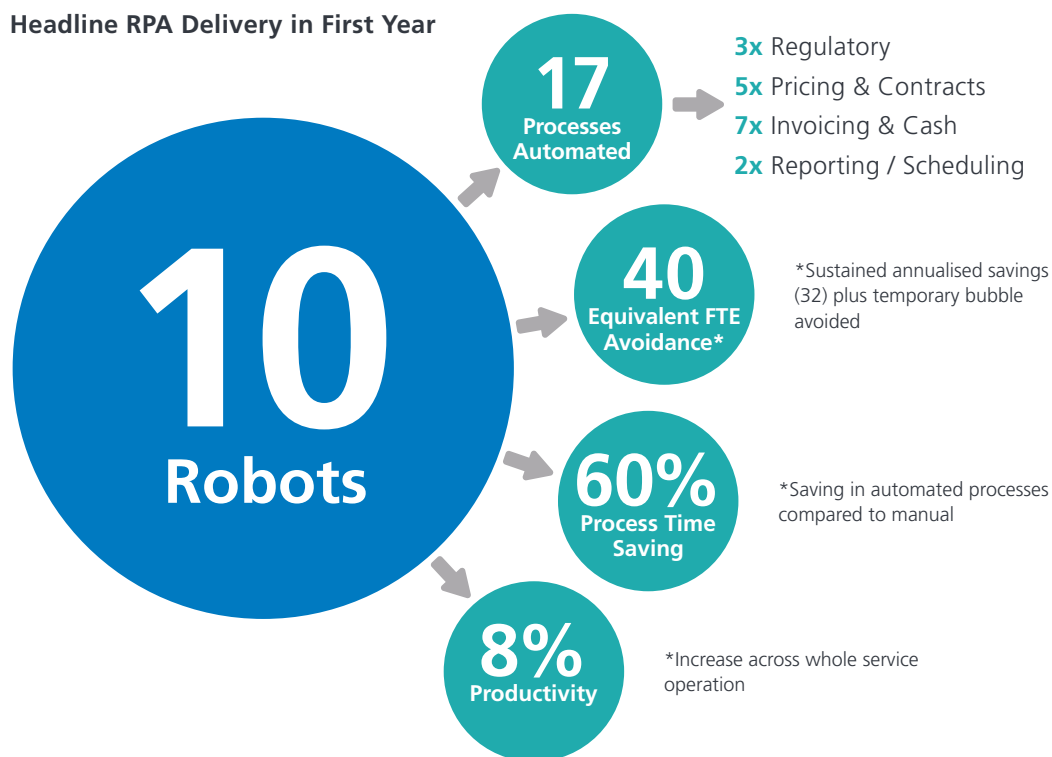 Headline RPA Delivery in First Year
10
Robots
17
Processes
Automated
3x Regulatory
5x Pricing & Contracts
7x Invoicing & Cash
2x Reporting / Scheduling
40
Equivalent FTE
Avoidance*
*Sustained annualised savings
(32) plus temporary bubble
avoided
60%
Process Time
Saving
*Saving in automated processes
compared to manual
8%
Productivity
*Increase across whole service
operation